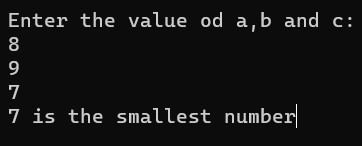 Enter the value od a,b and c:
8
9
7
7 is the smallest number